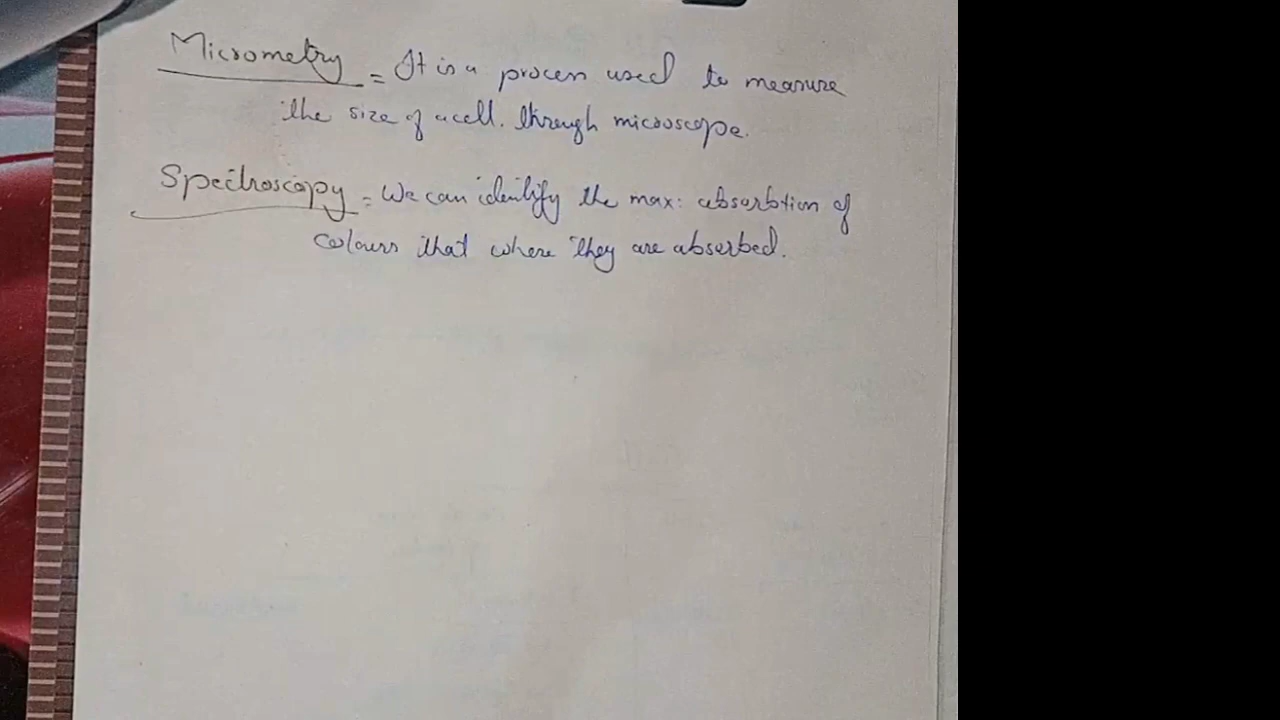 Micrometry = It is a process used to measure
the size of a cell. through microscope.
Spectroscopy = We can identify the max: absorbtion of
colours that where they are absorbed.